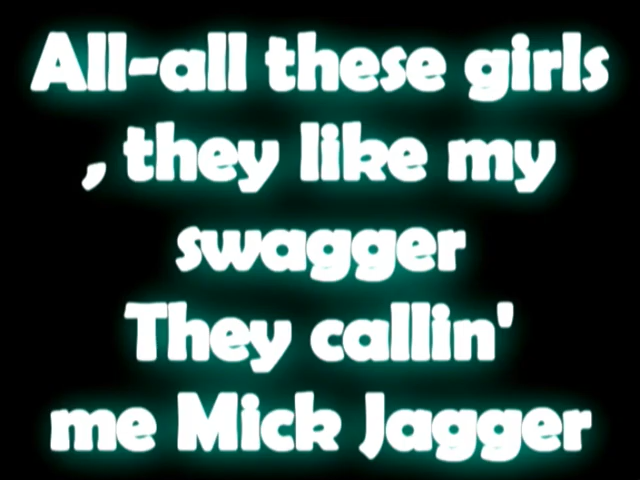 All-all these girls
, they like my
swagger
They callin'
me Mick Jagger